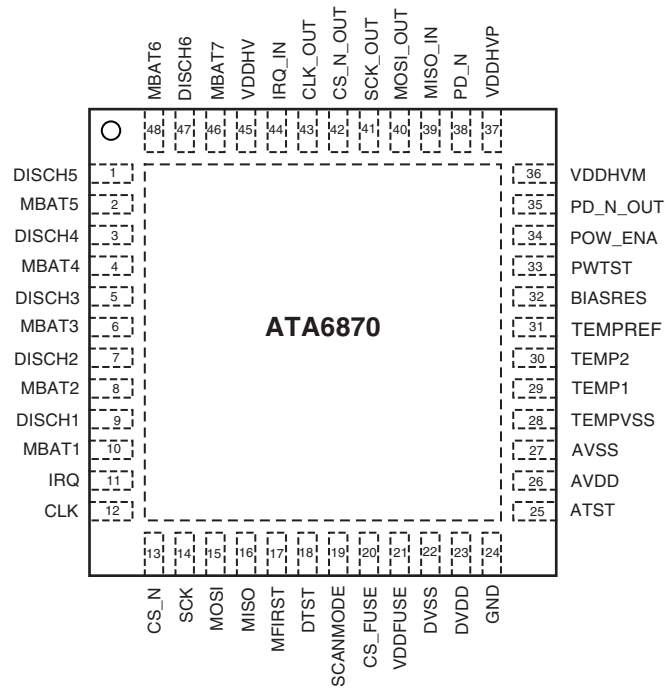 MBAT6
DISCH6
MBAT7
VDDHV
IRQ_IN
CLK_OUT
CS_N_OUT
SCK_OUT
MOSI_OUT
MISO_IN
PD_N
VDDHVP
48 47 46 45 44 43 42 41 40 39 38 37
DISCH5 1
MBAT5 2
DISCH4 3
MBAT4 4
DISCH3 5
MBAT3 6
DISCH2 7
MBAT2 8
DISCH1 9
MBAT1 10
IRQ 11
CLK 12
ATA6870
36 VDDHVM
35 PD_N_OUT
34 POW_ENA
33 PWTST
32 BIASRES
31 TEMPREF
30 TEMP2
29 TEMP1
28 TEMPVSS
27 AVSS
26 AVDD
25 ATST
13 14 15 16 17 18 19 20 21 22 23 24
CS_N
SCK
MOSI
MISO
MFIRST
DTST
SCANMODE
CS_FUSE
VDDFUSE
DVSS
DVDD
GND